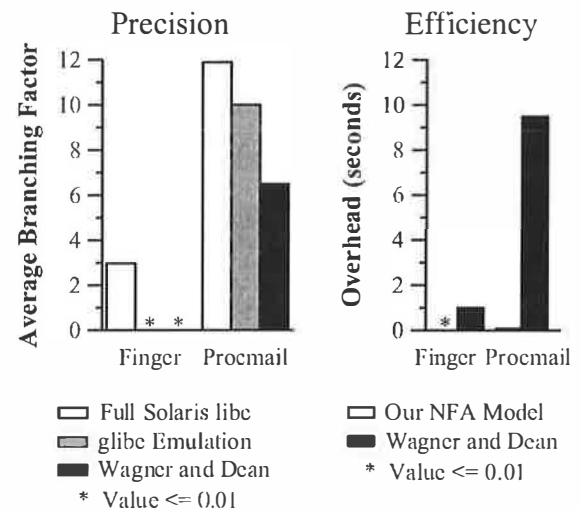 Precision
Average Branching Factor
12
10
8
6
4
2
0
* *
Finger Procmail
Full Solaris libc
glibc Emulation
Wagner and Dean
* Value <= 0.01
Efficiency
Overhead (seconds)
12
10
8
6
4
2
0
*
Finger Procmail
Our NFA Model
Wagner and Dean
* Value <= 0.01